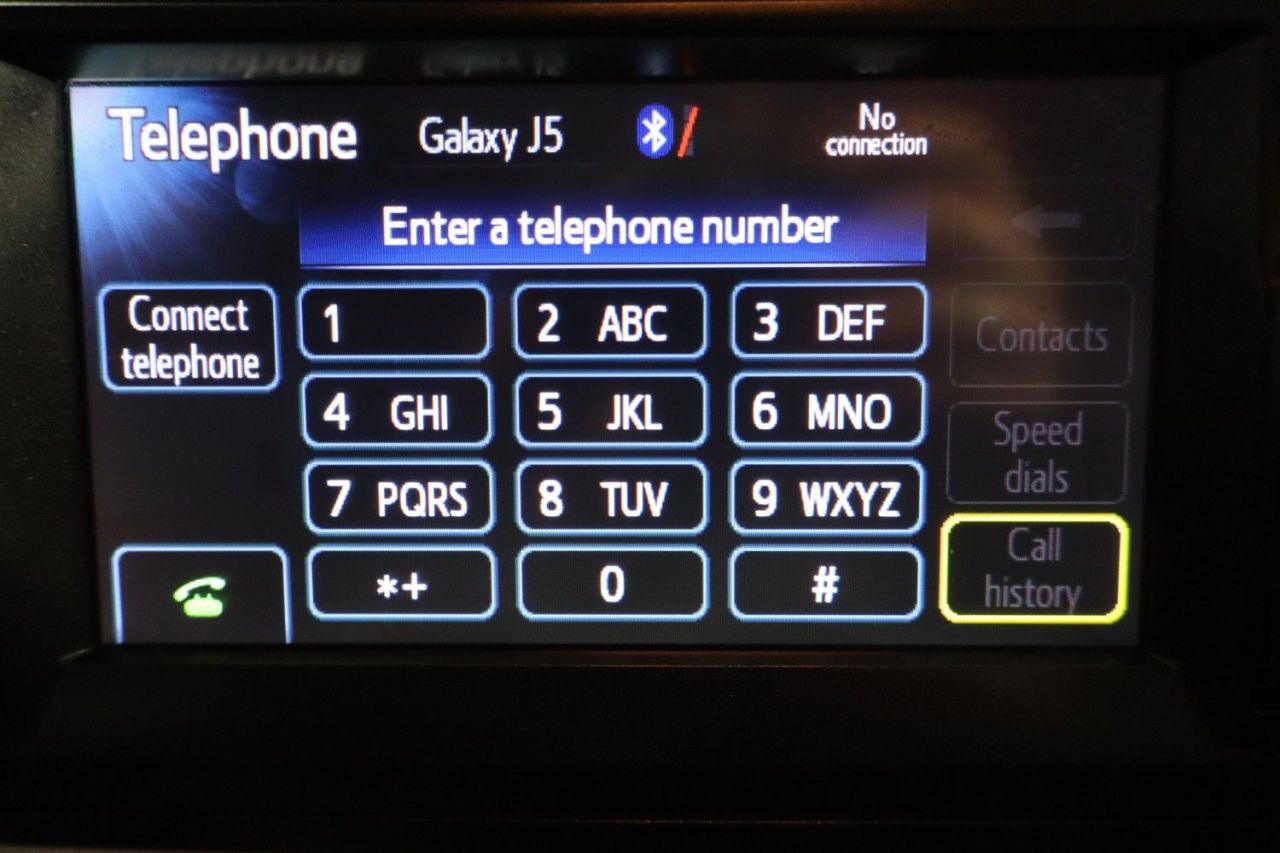 Telephone Galaxy J5 No connection
Enter a telephone number
Connect telephone
1
2 ABC
3 DEF
4 GHI
5 JKL
6 MNO
7 PQRS
8 TUV
9 WXYZ
*+
0
#
Contacts
Speed dials
Call history